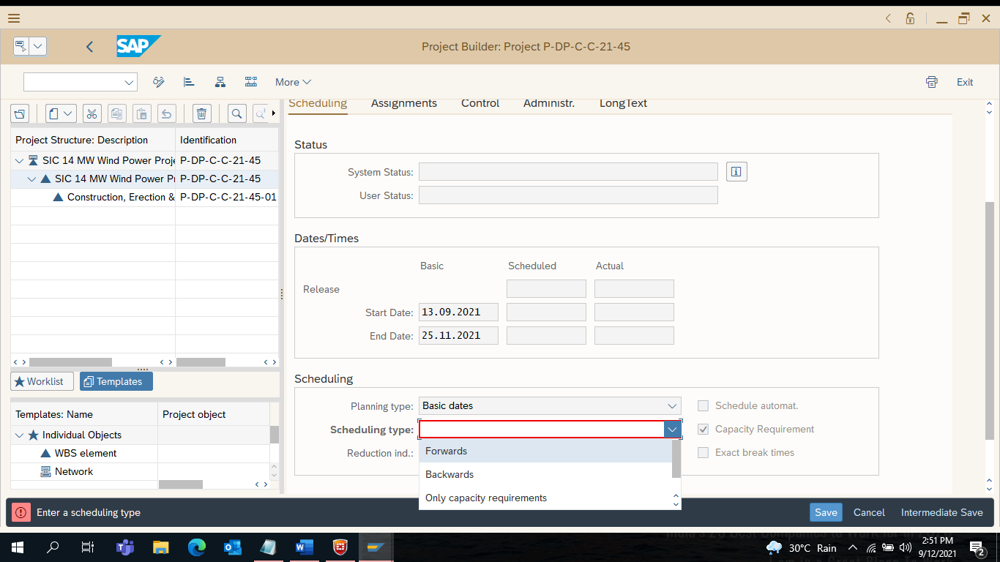 SAP
Project Builder: Project P-DP-C-C-21-45
More
Exit
Scheduling Assignments Control Administr. LongText
Project Structure: Description Identification
SIC 14 MW Wind Power Proje P-DP-C-C-21-45
SIC 14 MW Wind Power Pr P-DP-C-C-21-45
Construction, Erection & P-DP-C-C-21-45-01
Status
System Status:
User Status:
Dates/Times
Basic Scheduled Actual
Release
Start Date: 13.09.2021
End Date: 25.11.2021
Scheduling
Planning type: Basic dates Schedule automat.
Scheduling type: Capacity Requirement
Reduction ind.: Exact break times
Forwards
Backwards
Only capacity requirements
Worklist Templates
Templates: Name Project object
Individual Objects
WBS element
Network
Enter a scheduling type
Save Cancel Intermediate Save
30°C Rain
2:51 PM
9/12/2021
2